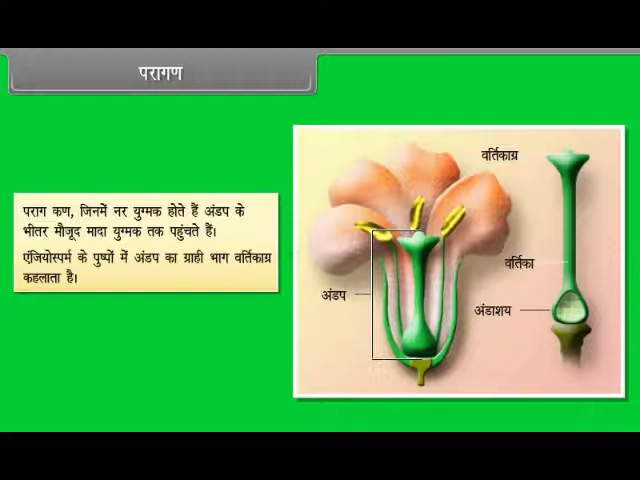 परागण
पराग कण, जिनमें नर युग्मक होते हैं अंडप के
भीतर मौजूद मादा युग्मक तक पहुंचते हैं।
एंजियोस्पर्म के पुष्पों में अंडप का ग्राही भाग वर्तिकाग्र
कहलाता है।
वर्तिकाग्र
वर्तिका
अंडप
अंडाशय